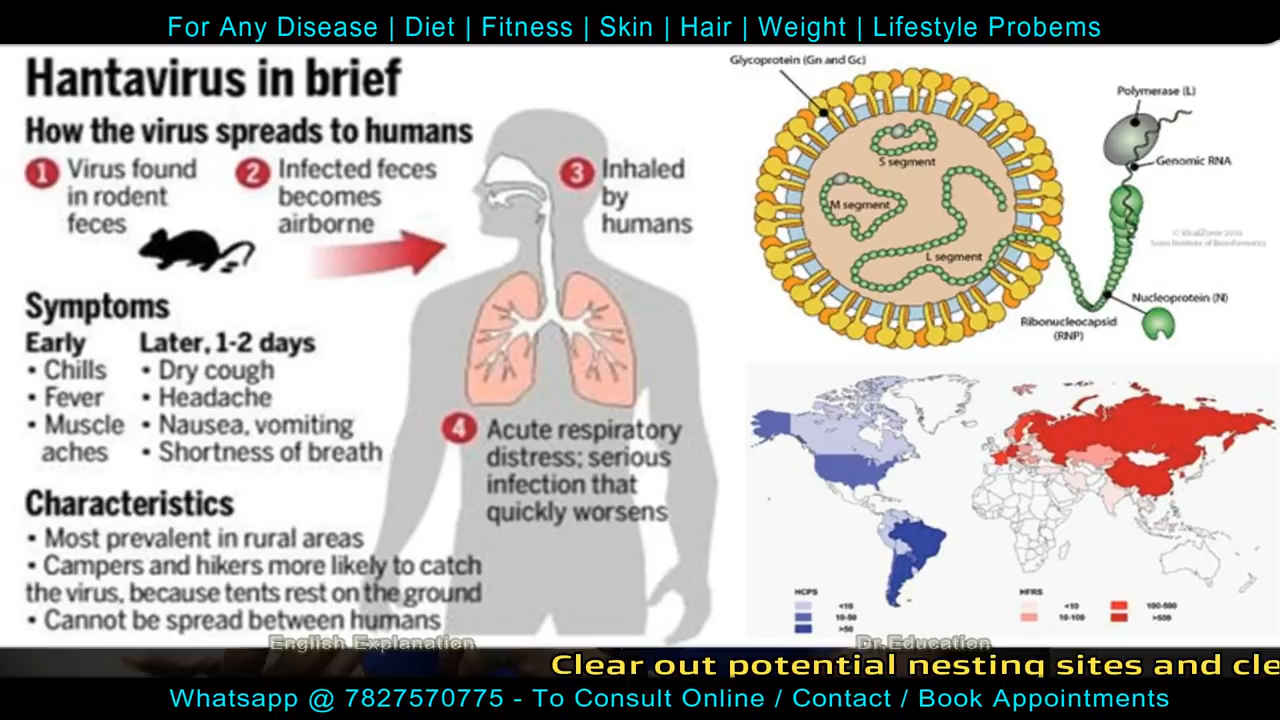 For Any Disease | Diet | Fitness | Skin | Hair | Weight | Lifestyle Probems
Hantavirus in brief
How the virus spreads to humans
1 Virus found
in rodent
feces
2 Infected feces
becomes
airborne
3 Inhaled
by
humans
Symptoms
Early
• Chills
• Fever
• Muscle
aches
Later, 1-2 days
• Dry cough
• Headache
• Nausea, vomiting
• Shortness of breath
4 Acute respiratory
distress; serious
infection that
quickly worsens
Characteristics
• Most prevalent in rural areas
• Campers and hikers more likely to catch
the virus, because tents rest on the ground
• Cannot be spread between humans
Glycoprotein (Gn and Gc)
Polymerase (L)
S segment
Genomic RNA
M segment
© ViralZone 2010
Swiss Institute of Bioinformatics
L segment
Nucleoprotein (N)
Ribonucleocapsid
(RNP)
HCPS
<10
10-50
>50
HFRS
<10
10-100
100-500
>500
English Explanation
Dr. Education
Clear out potential nesting sites and cle
Whatsapp @ 7827570775 - To Consult Online / Contact / Book Appointments